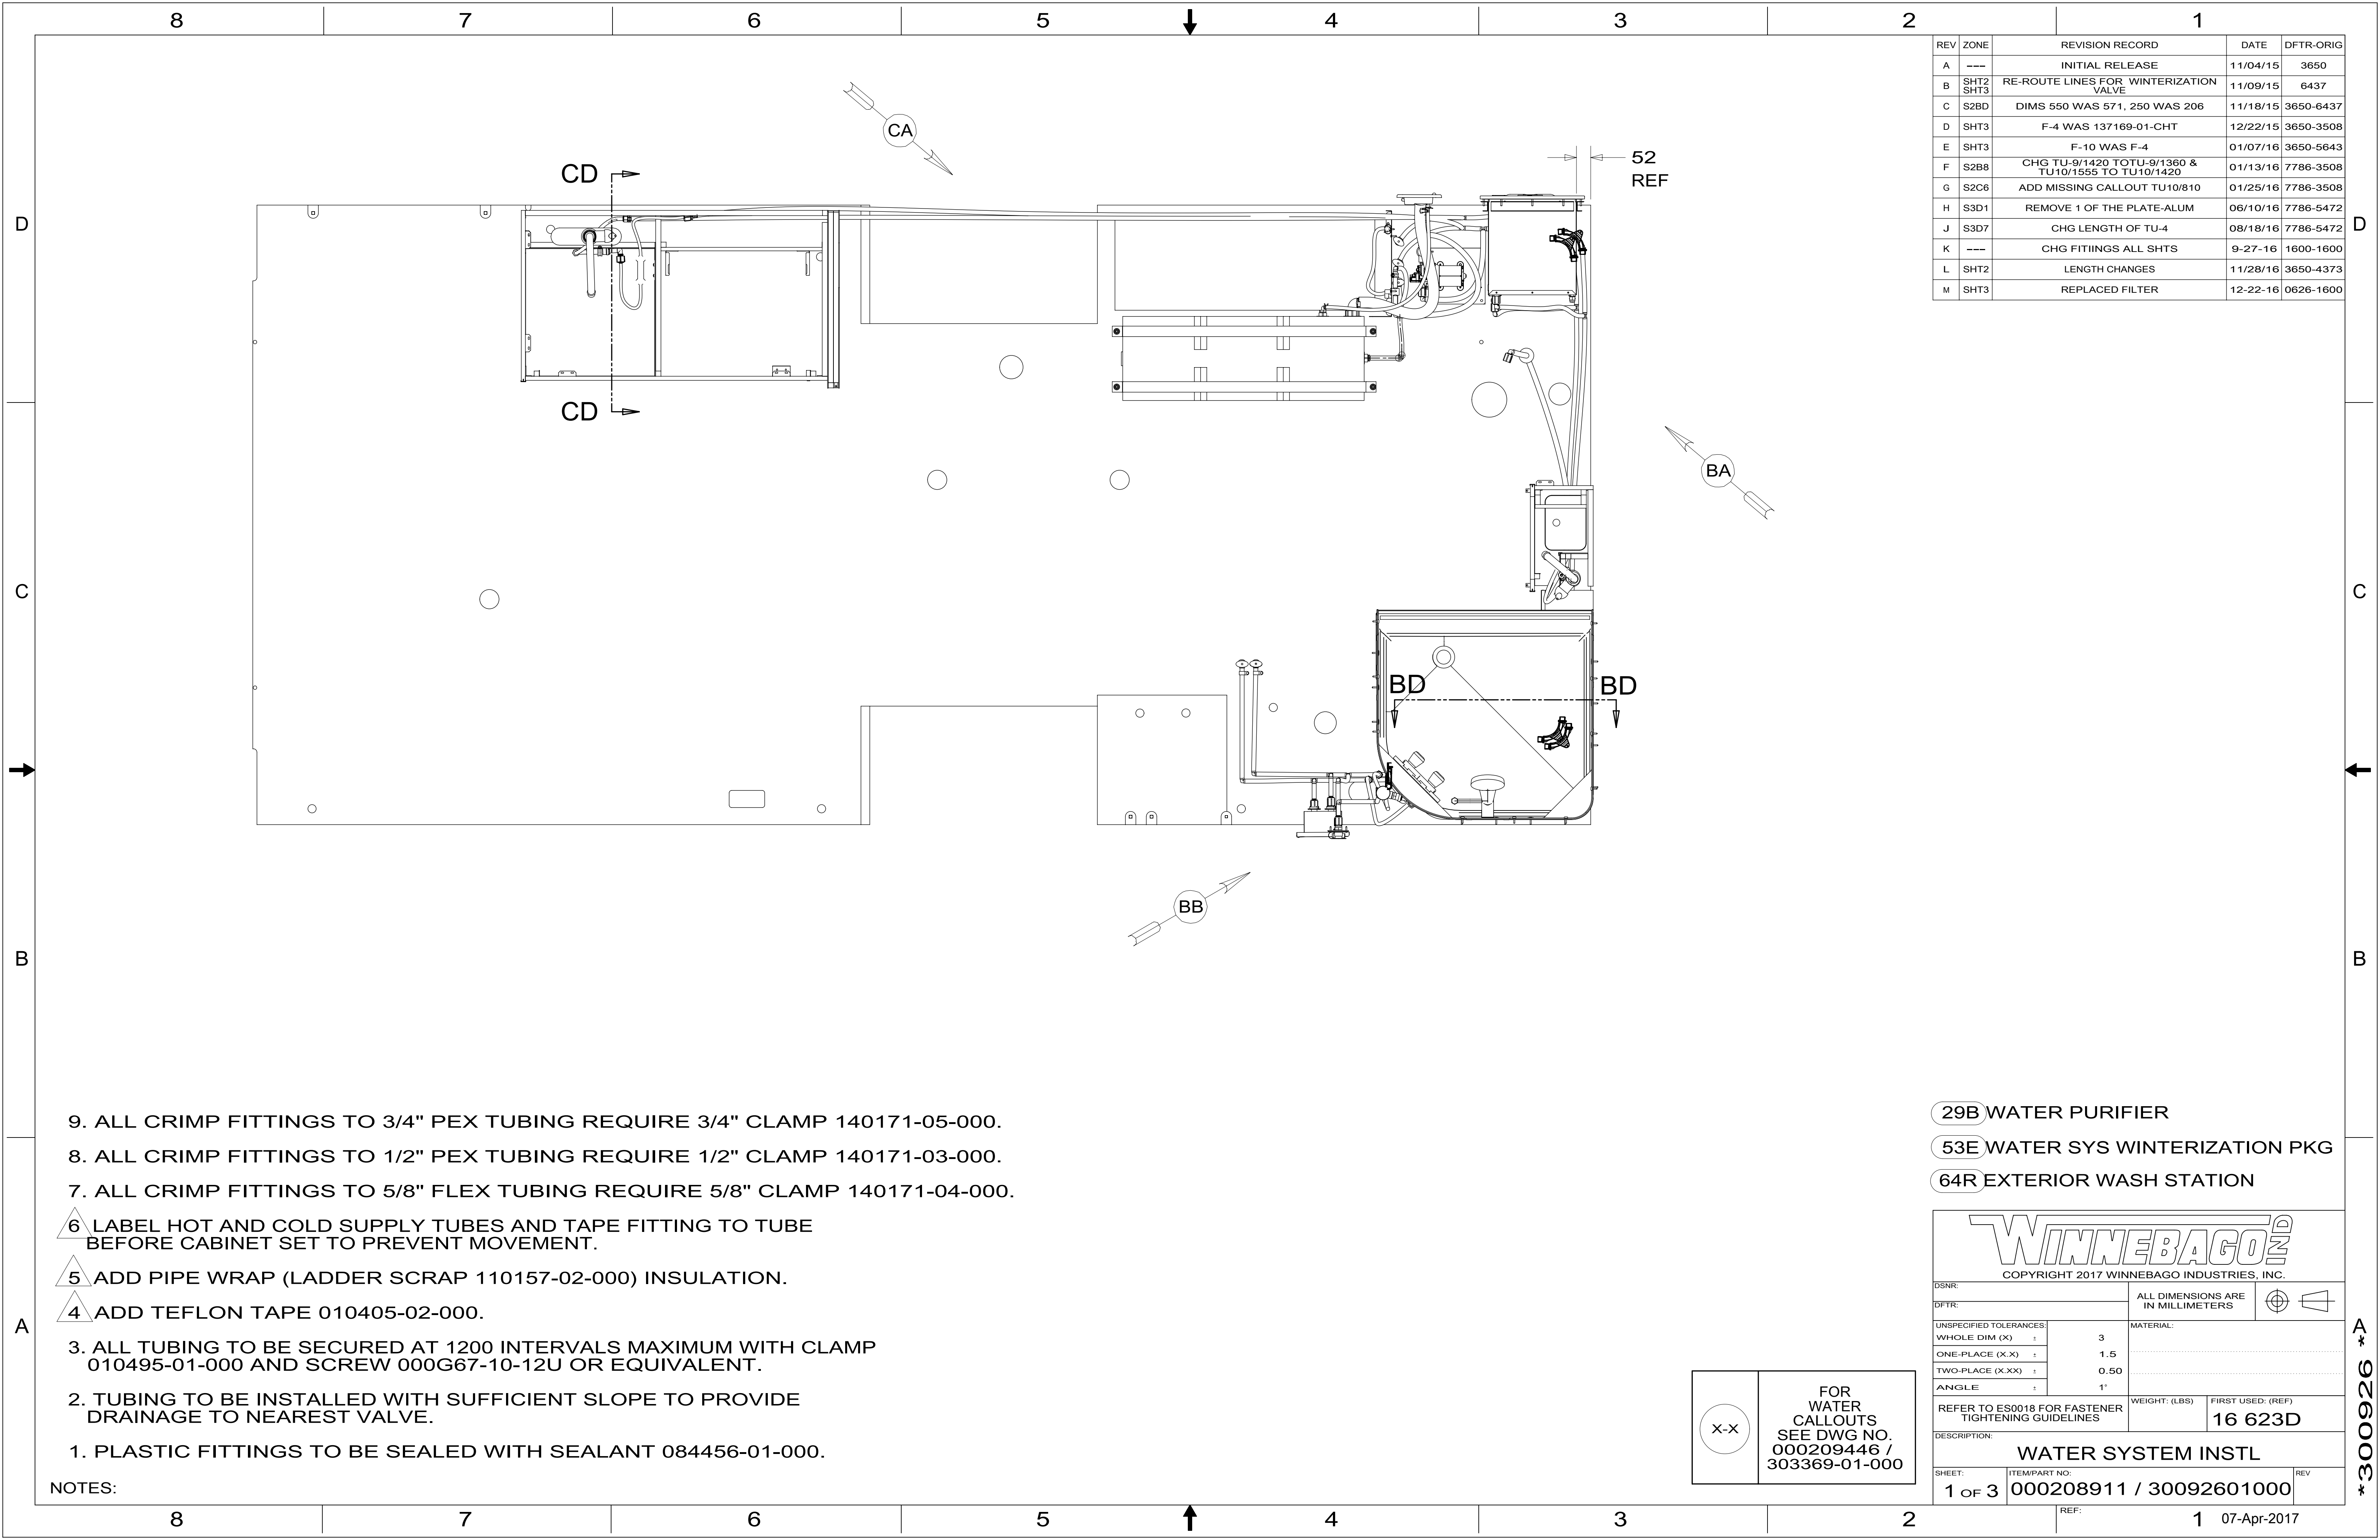 8 7 6 5 4 3 2 1
REV ZONE REVISION RECORD DATE DFTR-ORIG
A --- INITIAL RELEASE 11/04/15 3650
B SHT2 SHT3 RE-ROUTE LINES FOR WINTERIZATION VALVE 11/09/15 6437
C S2BD DIMS 550 WAS 571, 250 WAS 206 11/18/15 3650-6437
D SHT3 F-4 WAS 137169-01-CHT 12/22/15 3650-3508
E SHT3 F-10 WAS F-4 01/07/16 3650-5643
F S2B8 CHG TU-9/1420 TOTU-9/1360 & TU10/1555 TO TU10/1420 01/13/16 7786-3508
G S2C6 ADD MISSING CALLOUT TU10/810 01/25/16 7786-3508
H S3D1 REMOVE 1 OF THE PLATE-ALUM 06/10/16 7786-5472
J S3D7 CHG LENGTH OF TU-4 08/18/16 7786-5472
K --- CHG FITIINGS ALL SHTS 9-27-16 1600-1600
L SHT2 LENGTH CHANGES 11/28/16 3650-4373
M SHT3 REPLACED FILTER 12-22-16 0626-1600
CA
CD
52
REF
D D
CD
BA
C C
BD BD
BB
B B
9. ALL CRIMP FITTINGS TO 3/4" PEX TUBING REQUIRE 3/4" CLAMP 140171-05-000.
8. ALL CRIMP FITTINGS TO 1/2" PEX TUBING REQUIRE 1/2" CLAMP 140171-03-000.
7. ALL CRIMP FITTINGS TO 5/8" FLEX TUBING REQUIRE 5/8" CLAMP 140171-04-000.
6 LABEL HOT AND COLD SUPPLY TUBES AND TAPE FITTING TO TUBE
BEFORE CABINET SET TO PREVENT MOVEMENT.
5 ADD PIPE WRAP (LADDER SCRAP 110157-02-000) INSULATION.
4 ADD TEFLON TAPE 010405-02-000.
3. ALL TUBING TO BE SECURED AT 1200 INTERVALS MAXIMUM WITH CLAMP
010495-01-000 AND SCREW 000G67-10-12U OR EQUIVALENT.
2. TUBING TO BE INSTALLED WITH SUFFICIENT SLOPE TO PROVIDE
DRAINAGE TO NEAREST VALVE.
1. PLASTIC FITTINGS TO BE SEALED WITH SEALANT 084456-01-000.
NOTES:
A A
X-X
FOR
WATER
CALLOUTS
SEE DWG NO.
000209446 /
303369-01-000
29B WATER PURIFIER
53E WATER SYS WINTERIZATION PKG
64R EXTERIOR WASH STATION
WINNEBAGO IND
COPYRIGHT 2017 WINNEBAGO INDUSTRIES, INC.
DSNR:
DFTR:
ALL DIMENSIONS ARE
IN MILLIMETERS
UNSPECIFIED TOLERANCES:
WHOLE DIM (X) ± 3
ONE-PLACE (X.X) ± 1.5
TWO-PLACE (X.XX) ± 0.50
ANGLE ± 1°
MATERIAL:
REFER TO ES0018 FOR FASTENER
TIGHTENING GUIDELINES
WEIGHT: (LBS)
FIRST USED: (REF)
16 623D
DESCRIPTION:
WATER SYSTEM INSTL
SHEET:
1 OF 3
ITEM/PART NO:
000208911 / 30092601000
REV
*300926 *
8 7 6 5 4 3 2 1
REF:
07-Apr-2017